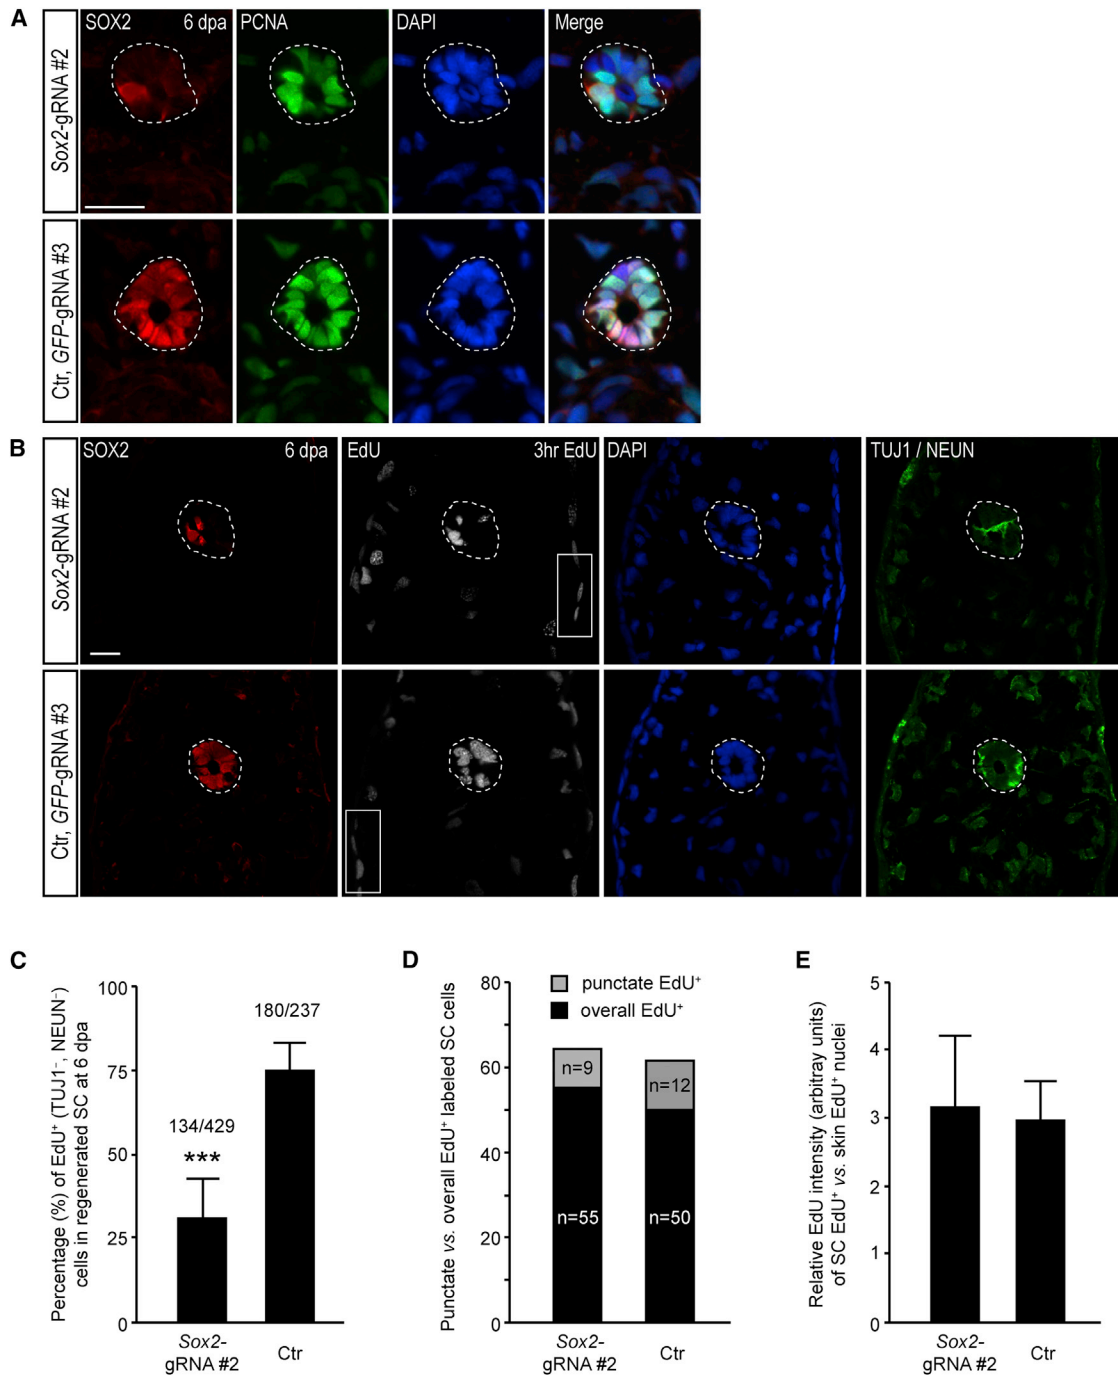 A
SOX2 6 dpa PCNA DAPI Merge
Sox2-gRNA #2
Ctr, GFP-gRNA #3
B
SOX2 6 dpa EdU 3hr EdU DAPI TUJ1 / NEUN
Sox2-gRNA #2
Ctr, GFP-gRNA #3
C
Percentage (%) of EdU⁺ (TUJ1⁻, NEUN⁻)
cells in regenerated SC at 6 dpa
100
75
50
25
0
134/429
***
180/237
Sox2-
gRNA #2
Ctr
D
Punctate vs. overall EdU⁺ labeled SC cells
80
60
40
20
0
punctate EdU⁺
overall EdU⁺
n=9
n=12
n=55
n=50
Sox2-
gRNA #2
Ctr
E
Relative EdU intensity (arbitray units)
of SC EdU⁺ vs. skin EdU⁺ nuclei
5
4
3
2
1
0
Sox2-
gRNA #2
Ctr